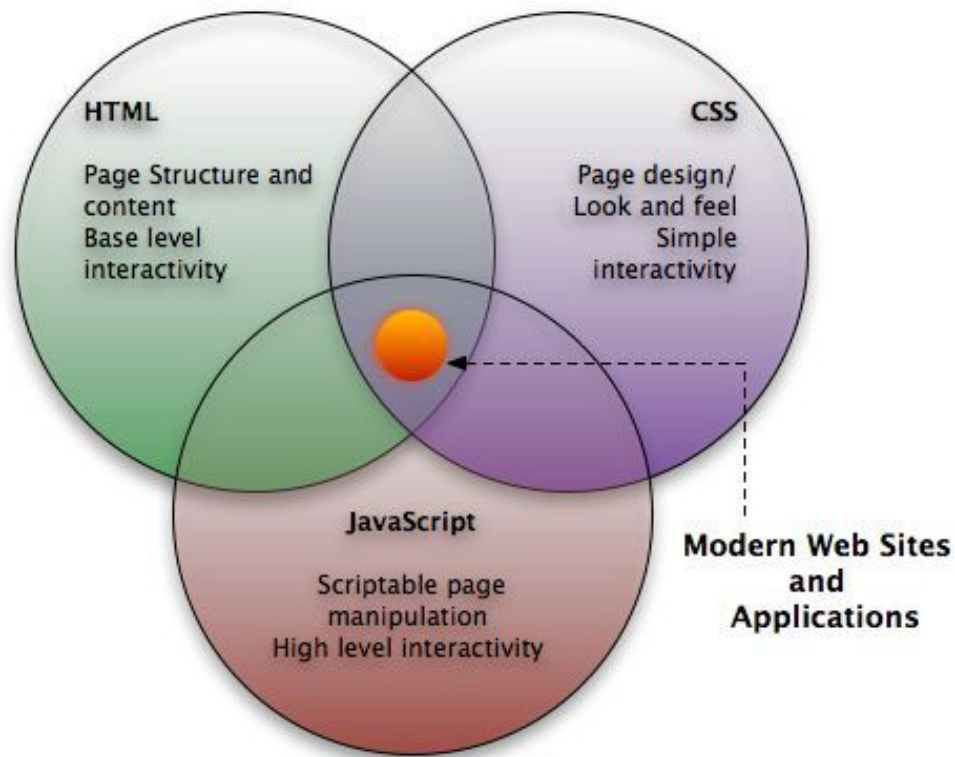 HTML
Page Structure and
content
Base level
interactivity
CSS
Page design/
Look and feel
Simple
interactivity
JavaScript
Scriptable page
manipulation
High level interactivity
Modern Web Sites
and
Applications